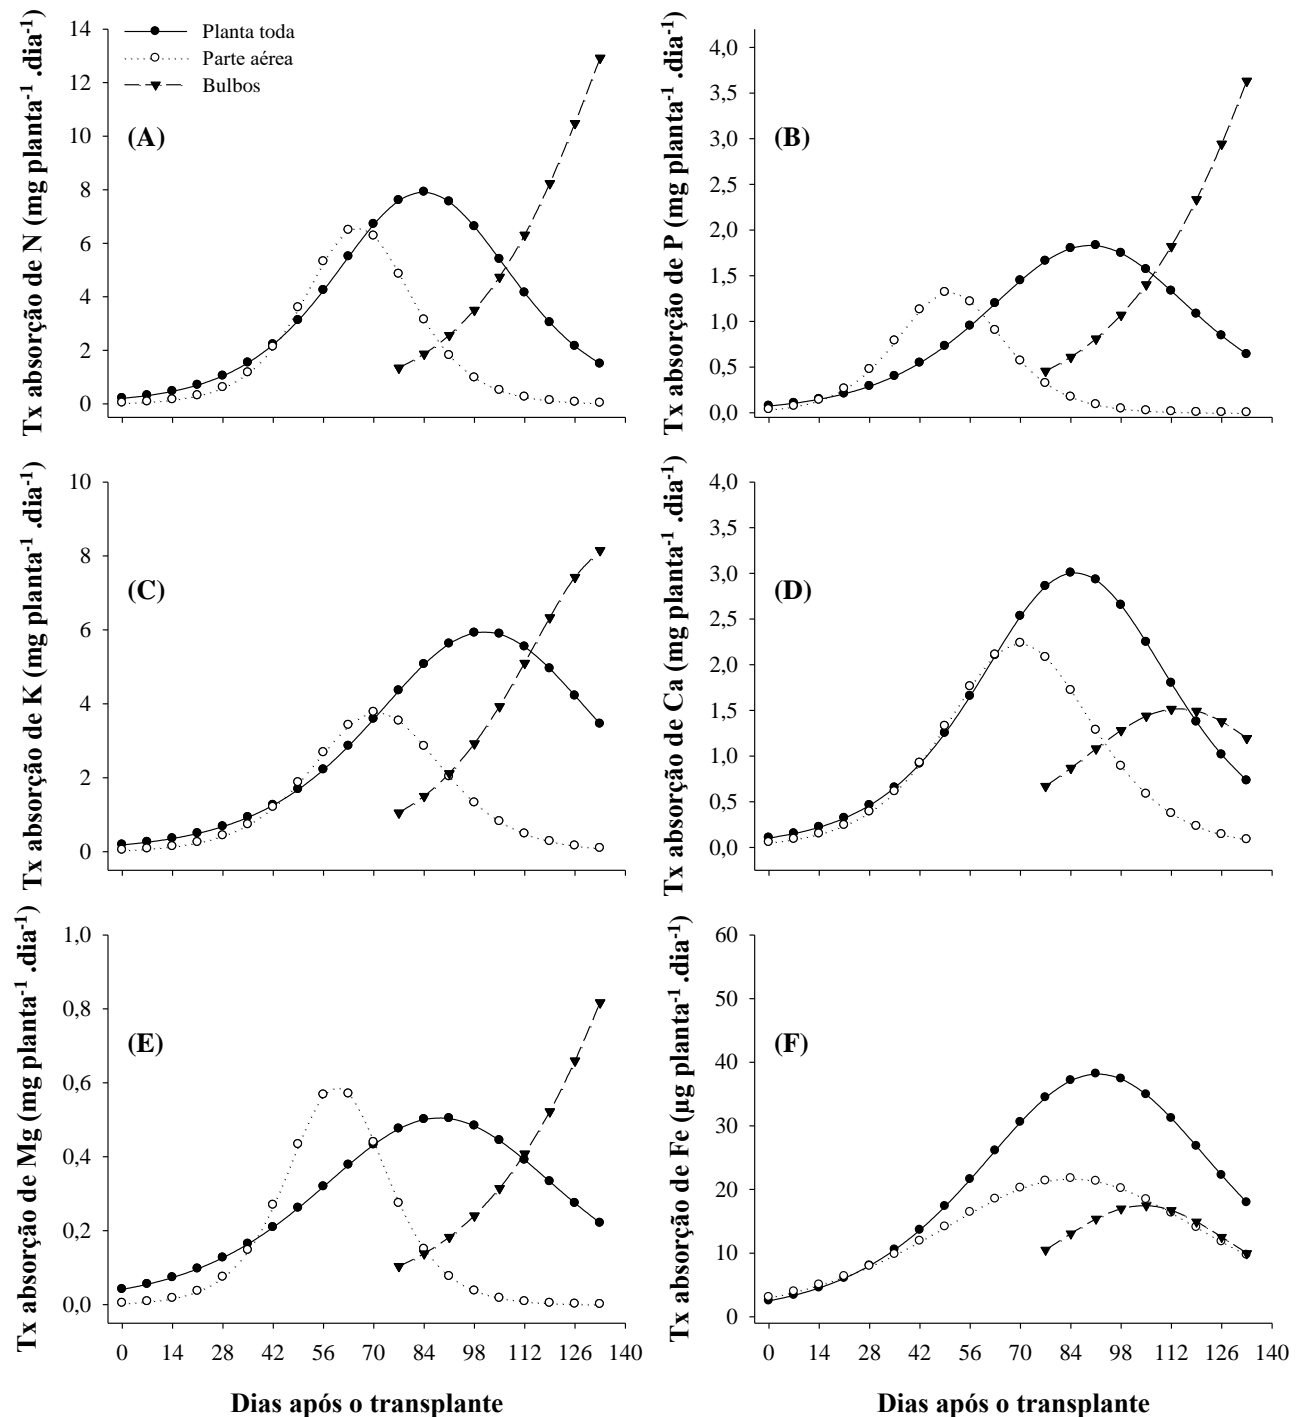 Tx absorção de N (mg planta⁻¹ .dia⁻¹)
14
12
10
8
6
4
2
0
Planta toda
Parte aérea
Bulbos
(A)
Tx absorção de P (mg planta⁻¹ .dia⁻¹)
4,0
3,5
3,0
2,5
2,0
1,5
1,0
0,5
0,0
(B)
Tx absorção de K (mg planta⁻¹ .dia⁻¹)
10
8
6
4
2
0
(C)
Tx absorção de Ca (mg planta⁻¹ .dia⁻¹)
4,0
3,5
3,0
2,5
2,0
1,5
1,0
0,5
0,0
(D)
Tx absorção de Mg (mg planta⁻¹ .dia⁻¹)
1,0
0,8
0,6
0,4
0,2
0,0
(E)
0 14 28 42 56 70 84 98 112 126 140
Dias após o transplante
Tx absorção de Fe (µg planta⁻¹ .dia⁻¹)
60
50
40
30
20
10
0
(F)
0 14 28 42 56 70 84 98 112 126 140
Dias após o transplante